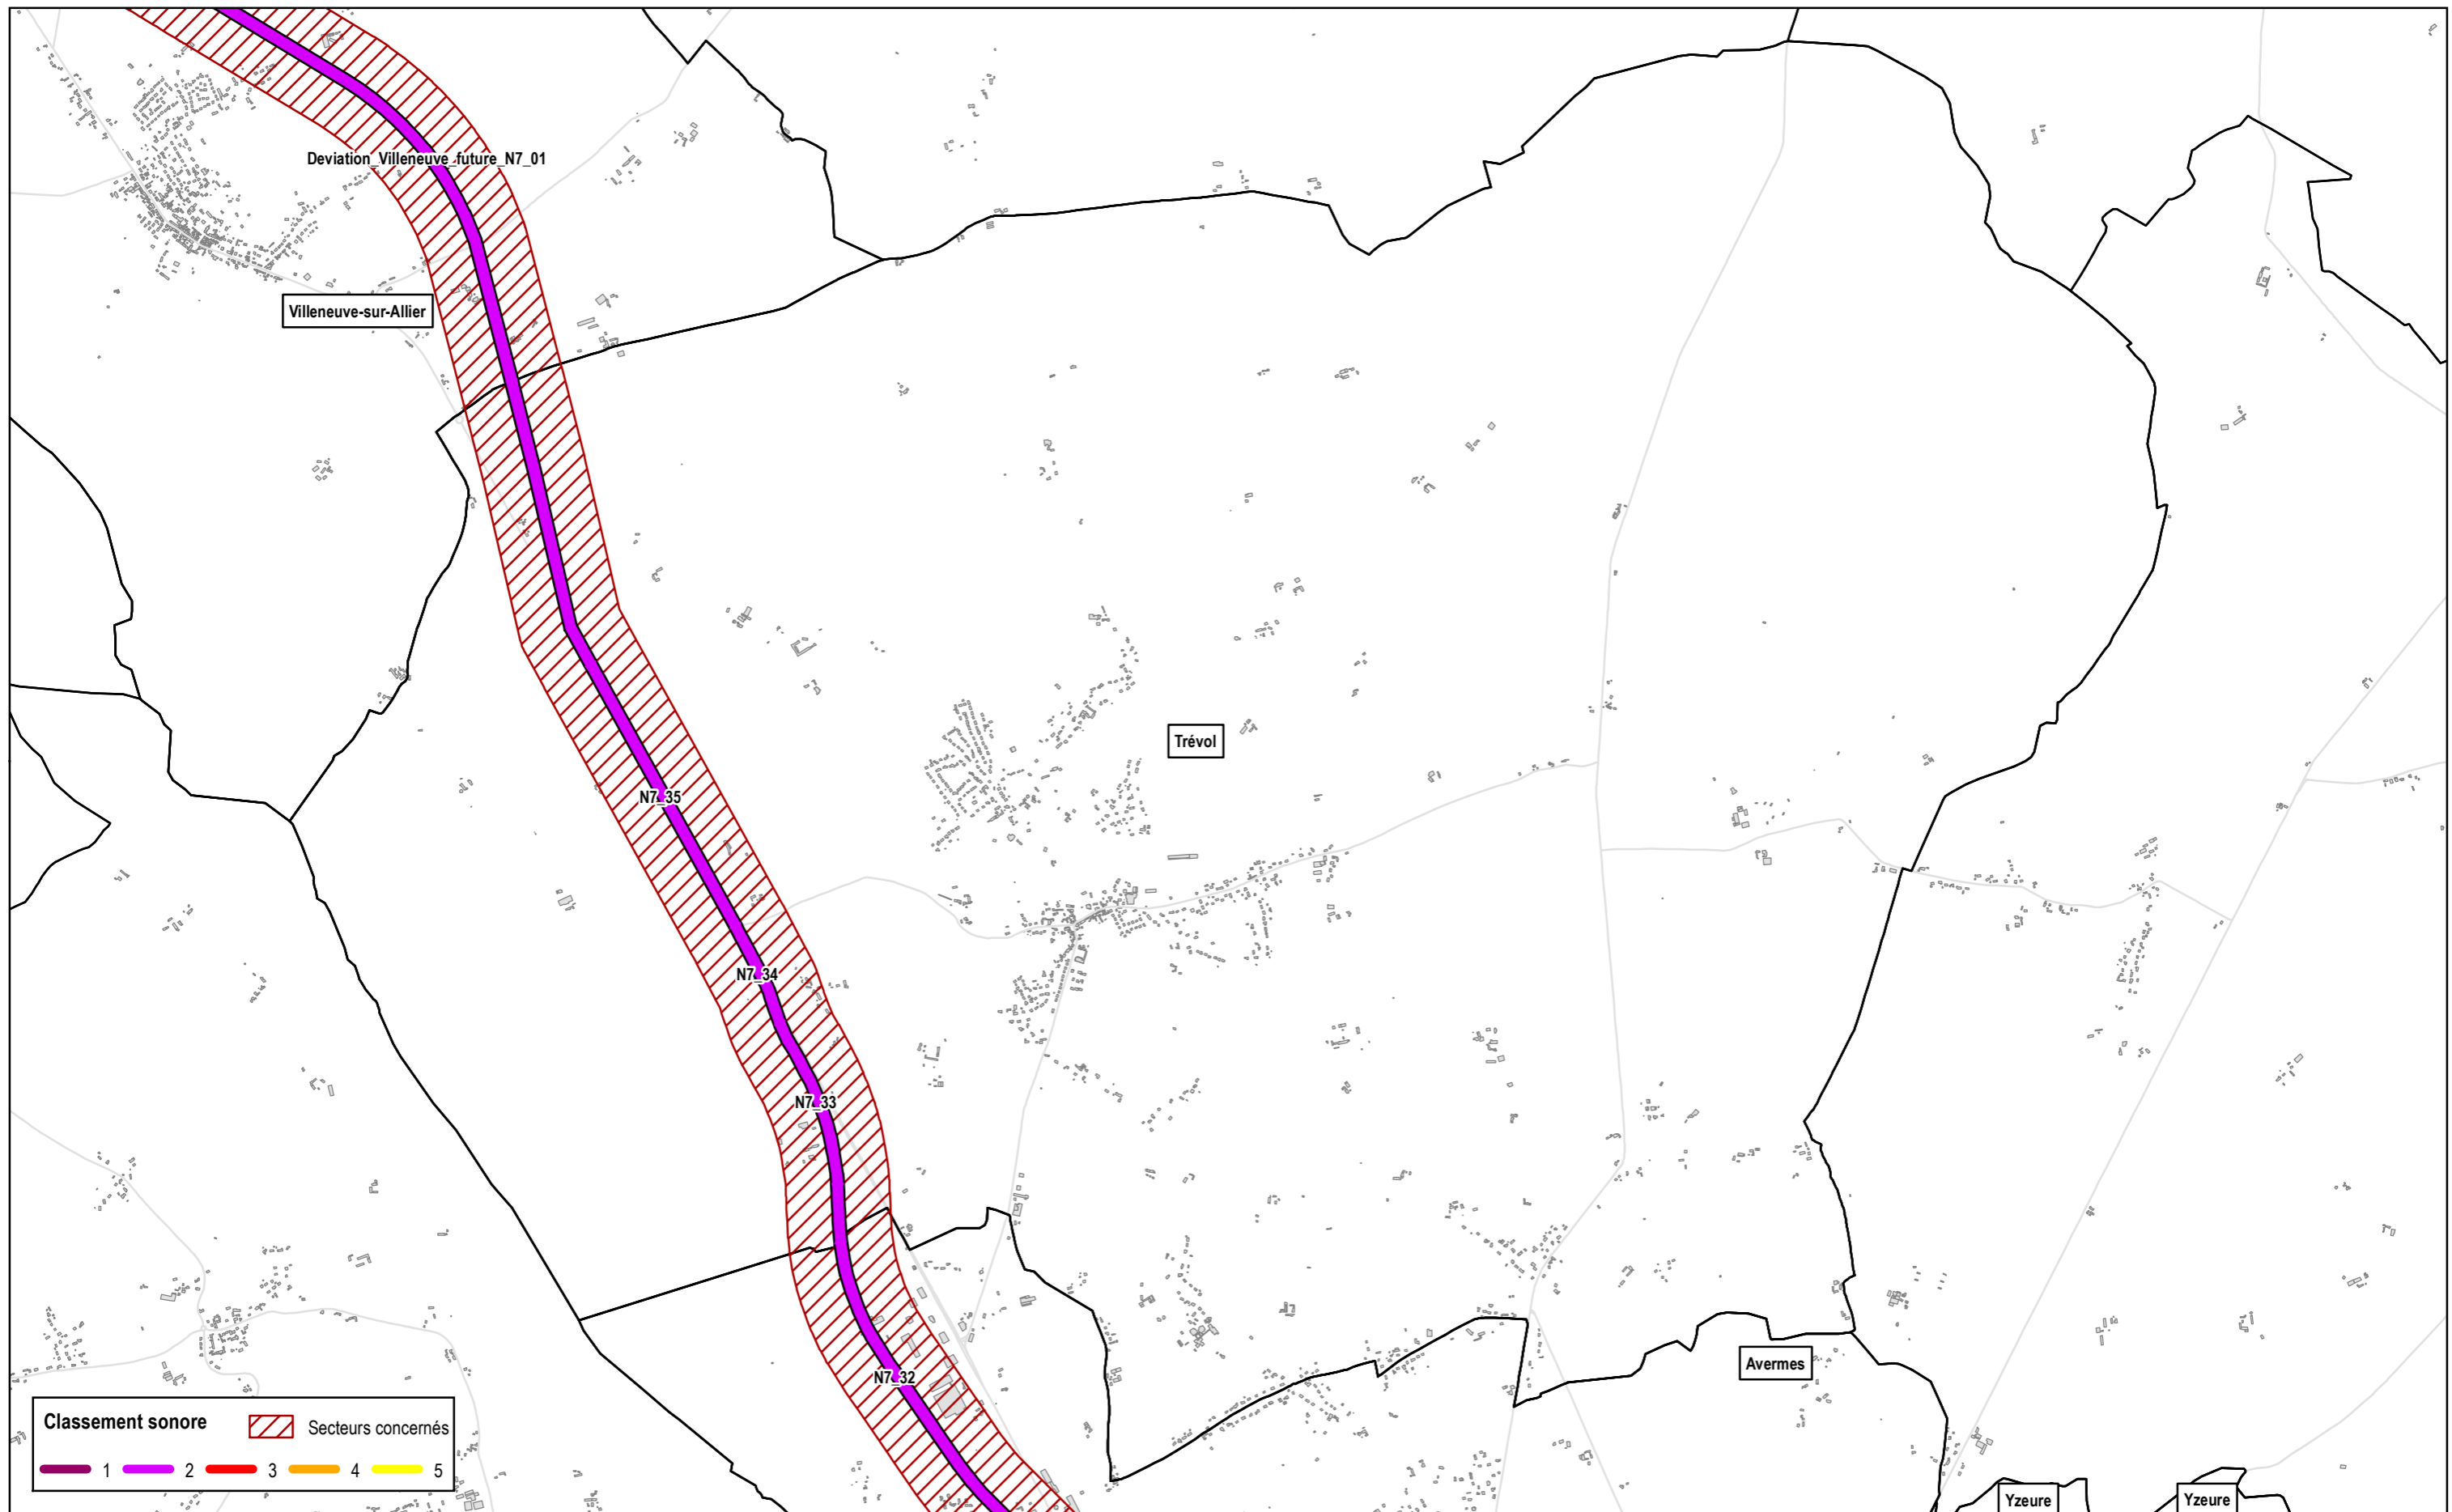 Deviation_Villeneuve_future_N7_01
Villeneuve-sur-Allier
Trévol
N7_35
N7_34
N7_33
N7_32
Avermes
Classement sonore
Secteurs concernés
1 2 3 4 5
Yzeure
Yzeure